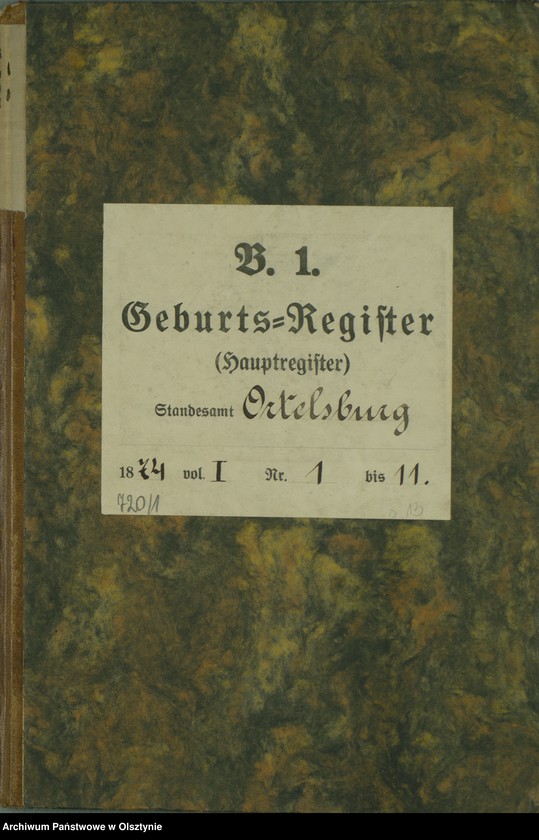 B. 1.
Geburts=Register
(Hauptregister)
Standesamt Ortelsburg
1874 vol. I Nr. 1 bis 11.
720/1
Archiwum Państwowe w Olsztynie